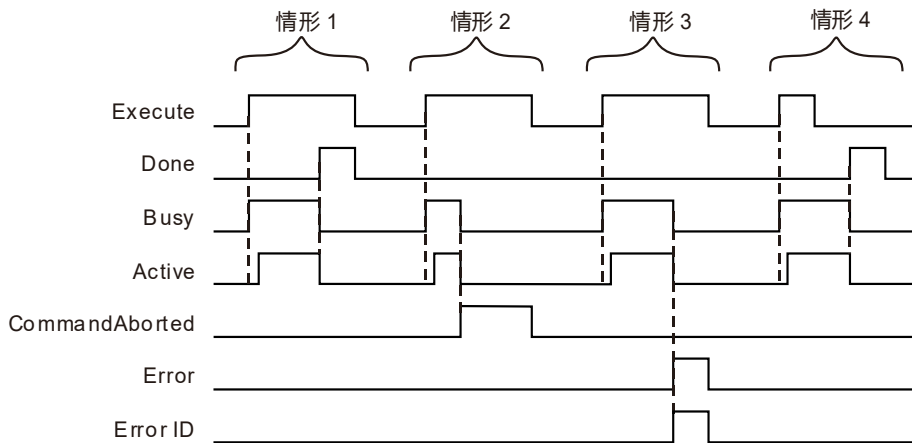 情形 1 情形 2 情形 3 情形 4
Execute
Done
Busy
Active
CommandAborted
Error
Error ID